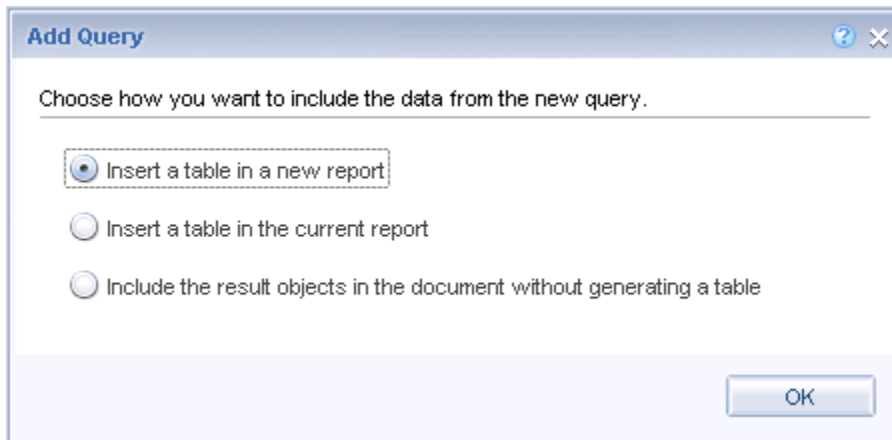 Add Query
?
Choose how you want to include the data from the new query.
Insert a table in a new report
Insert a table in the current report
Include the result objects in the document without generating a table
OK